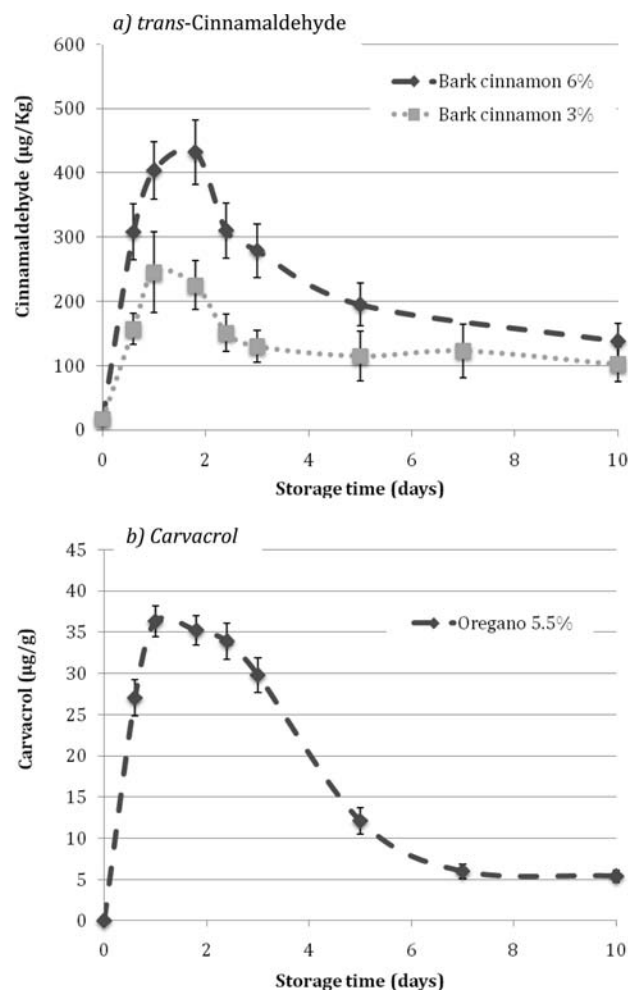 a) trans-Cinnamaldehyde
600
500
400
300
200
100
0
Cinnamaldehyde (µg/Kg)
Bark cinnamon 6%
Bark cinnamon 3%
0 2 4 6 8 10
Storage time (days)
b) Carvacrol
45
40
35
30
25
20
15
10
5
0
Carvacrol (µg/g)
Oregano 5.5%
0 2 4 6 8 10
Storage time (days)